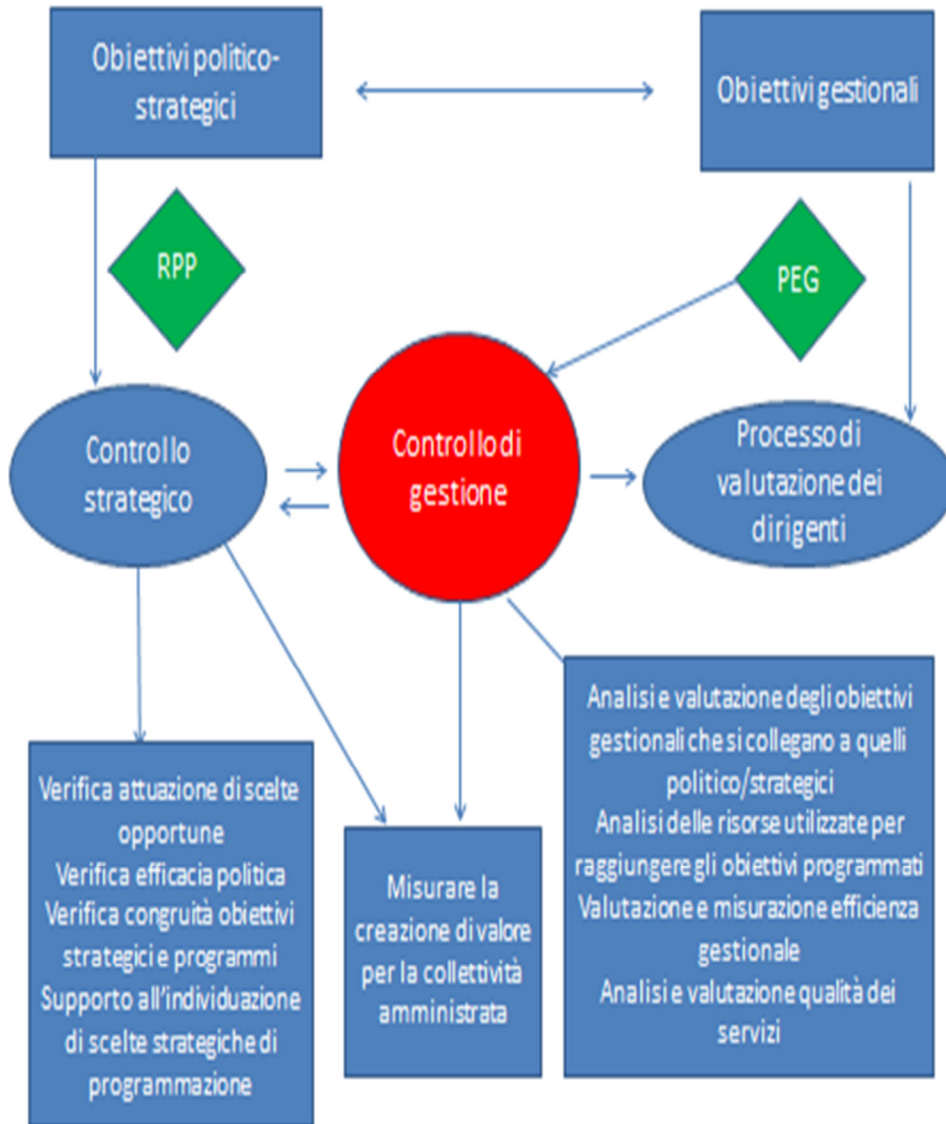 Obiettivi politico-
strategici
Obiettivi gestionali
RPP
PEG
Controllo
strategico
Controllo di
gestione
Processo di
valutazione dei
dirigenti
Verifica attuazione di scelte
opportune
Verifica efficacia politica
Verifica congruità obiettivi
strategici e programmi
Supporto all'individuazione
di scelte strategiche di
programmazione
Misurare la
creazione di valore
per la collettività
amministrata
Analisi e valutazione degli obiettivi
gestionali che si collegano a quelli
politico/strategici
Analisi delle risorse utilizzate per
raggiungere gli obiettivi programmati
Valutazione e misurazione efficienza
gestionale
Analisi e valutazione qualità dei
servizi